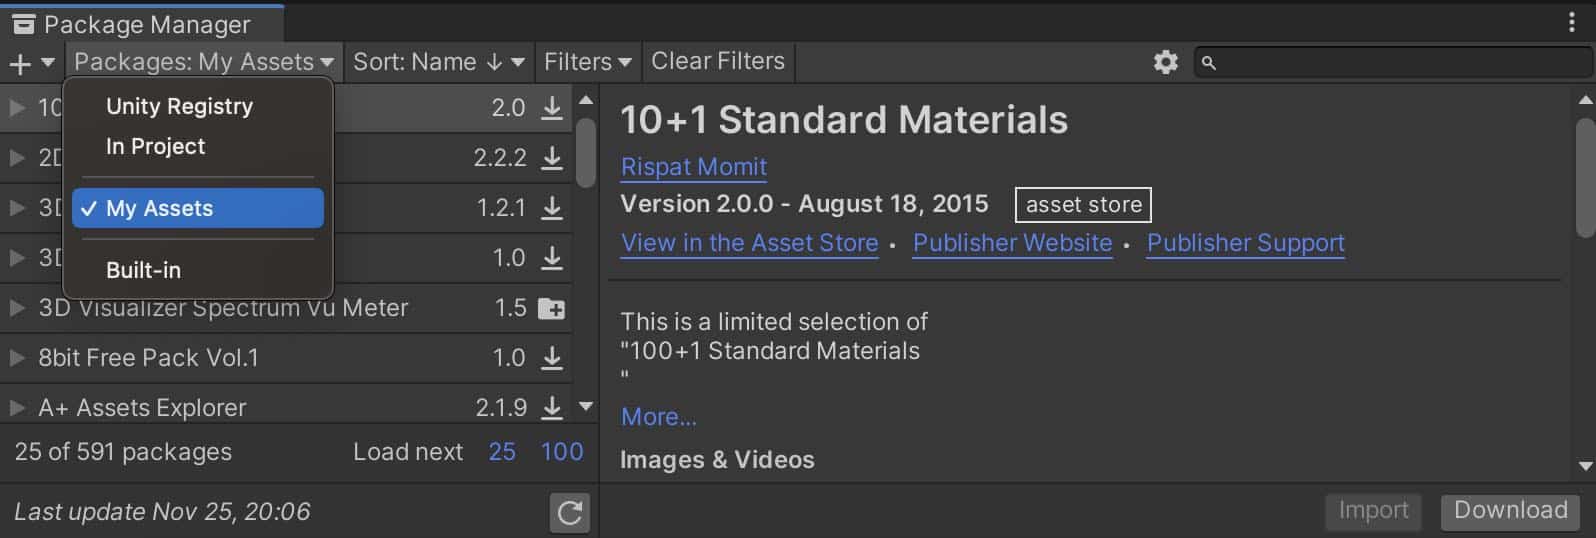 Package Manager
Packages: My Assets Sort: Name Filters Clear Filters
Unity Registry
In Project
My Assets
Built-in
10 2.0
2D 2.2.2
3D 1.2.1
3D 1.0
3D Visualizer Spectrum Vu Meter 1.5
8bit Free Pack Vol.1 1.0
A+ Assets Explorer 2.1.9
25 of 591 packages Load next 25 100
Last update Nov 25, 20:06
10+1 Standard Materials
Rispat Momit
Version 2.0.0 - August 18, 2015 asset store
View in the Asset Store • Publisher Website • Publisher Support
This is a limited selection of
"100+1 Standard Materials
"
More...
Images & Videos
Import Download